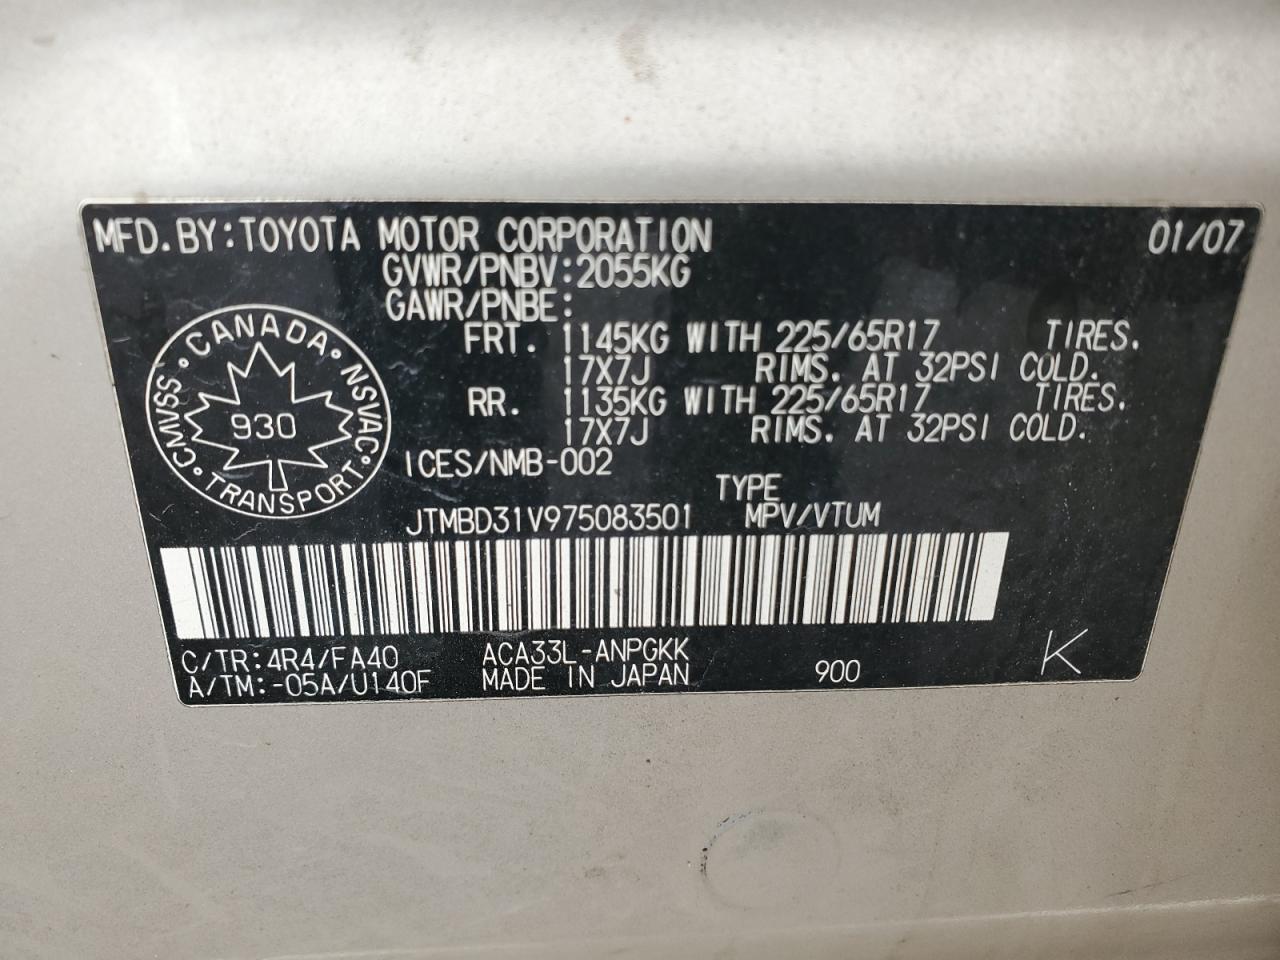 MFD.BY:TOYOTA MOTOR CORPORATION 01/07
GVWR/PNBV:2055KG
GAWR/PNBE:
FRT. 1145KG WITH 225/65R17 TIRES.
17X7J RIMS. AT 32PSI COLD.
RR. 1135KG WITH 225/65R17 TIRES.
17X7J RIMS. AT 32PSI COLD.
CANADA
CMVSS • NSVAC
930
TRANSPORT
ICES/NMB-002
TYPE
JTMBD31V975083501 MPV/VTUM
C/TR:4R4/FA40 ACA33L-ANPGKK
A/TM:-05A/U140F MADE IN JAPAN 900 K